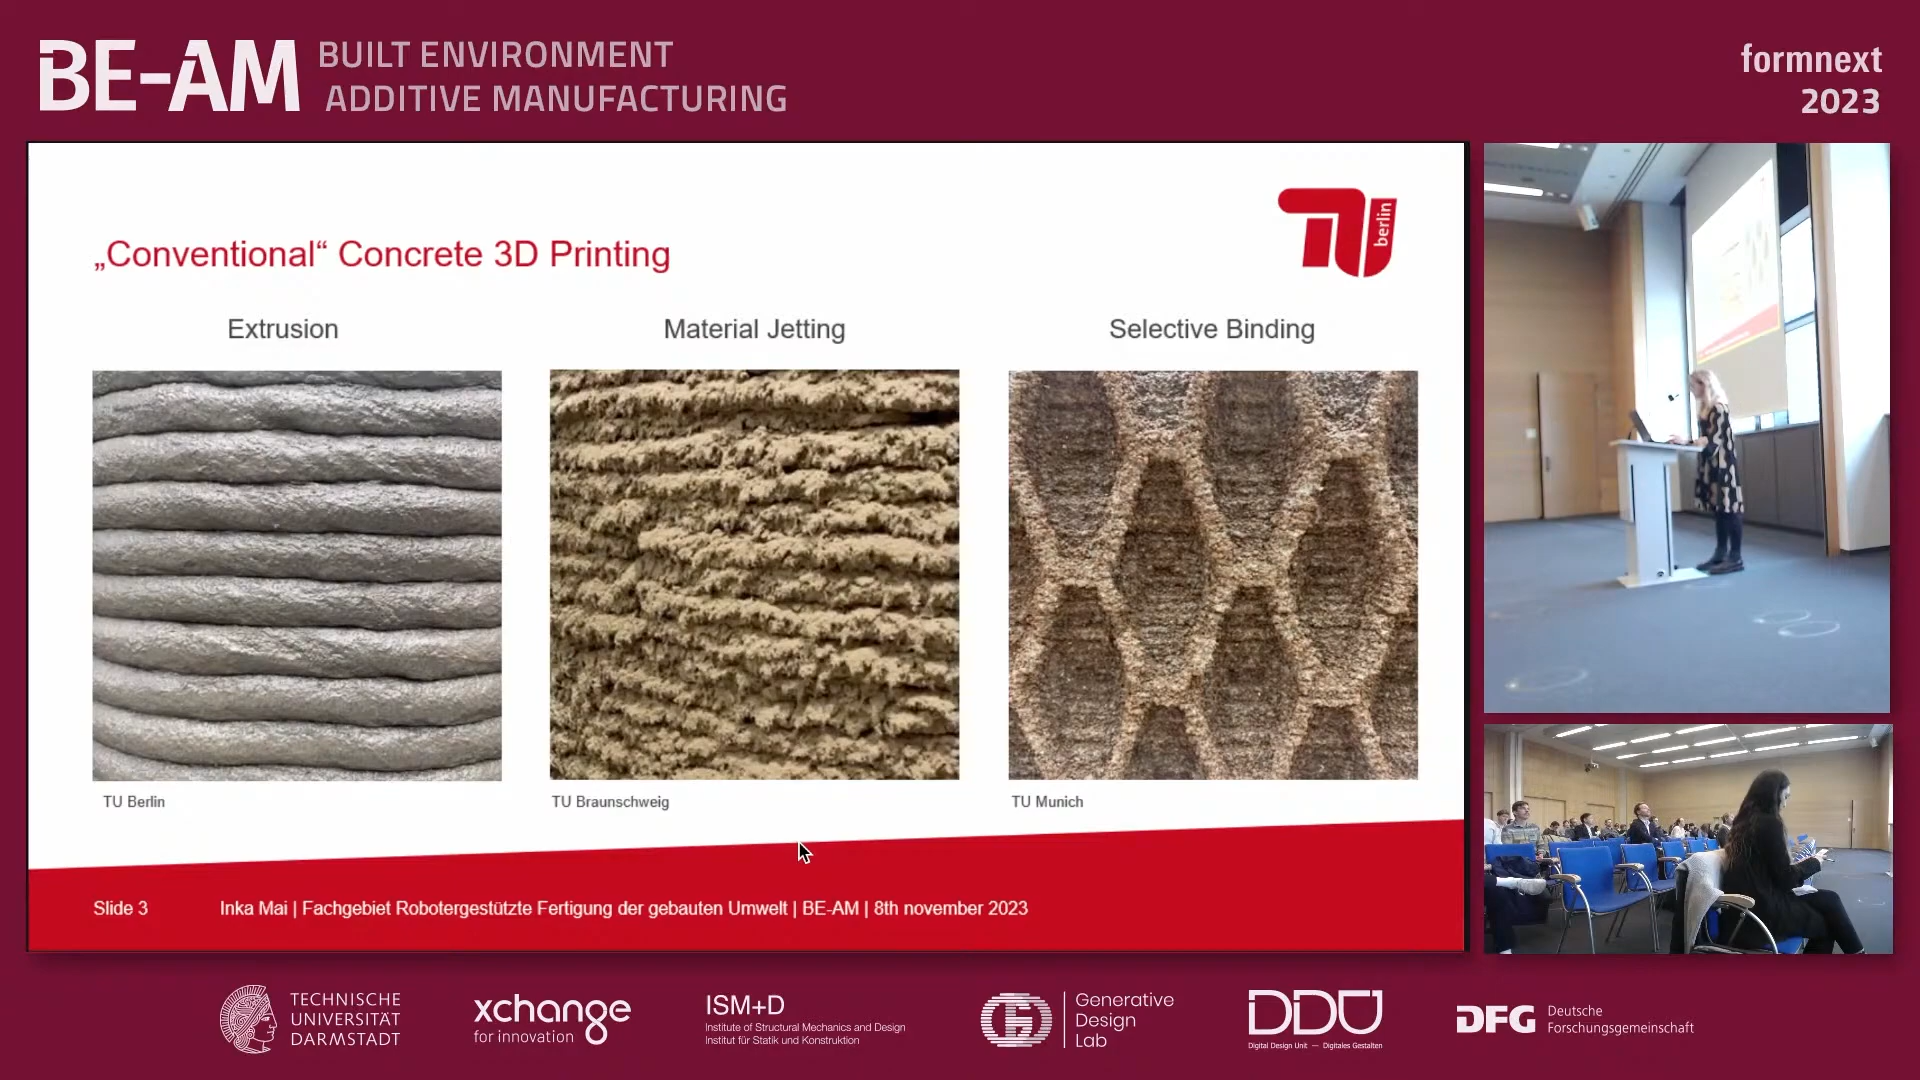 BE-AM
BUILT ENVIRONMENT
ADDITIVE MANUFACTURING
formnext
2023
TU berlin
„Conventional“ Concrete 3D Printing
Extrusion
Material Jetting
Selective Binding
TU Berlin
TU Braunschweig
TU Munich
Slide 3
Inka Mai | Fachgebiet Robotergestützte Fertigung der gebauten Umwelt | BE-AM | 8th november 2023
TECHNISCHE
UNIVERSITÄT
DARMSTADT
xchange
for innovation
ISM+D
Institute of Structural Mechanics and Design
Institut für Statik und Konstruktion
Generative
Design
Lab
DDU
Digital Design Unit — Digitales Gestalten
DFG
Deutsche
Forschungsgemeinschaft